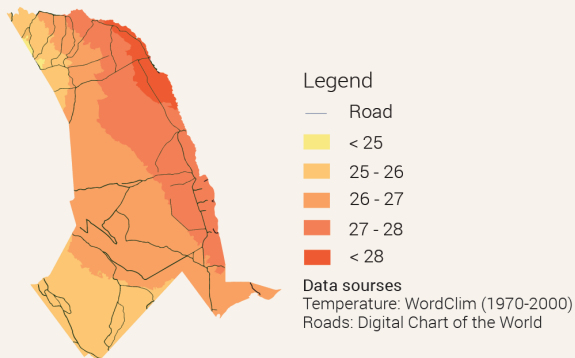 Legend
Road
< 25
25 - 26
26 - 27
27 - 28
< 28
Data sourses
Temperature: WordClim (1970-2000)
Roads: Digital Chart of the World